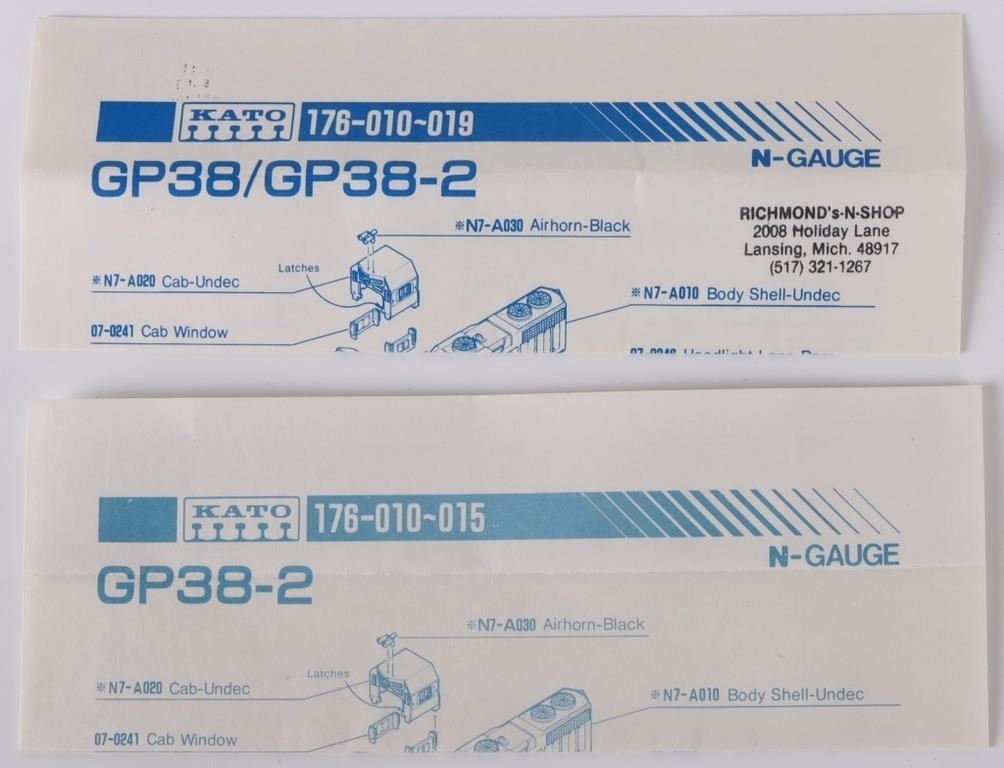 KATO 176-010~019
N-GAUGE
GP38/GP38-2
RICHMOND's-N-SHOP
2008 Holiday Lane
Lansing, Mich. 48917
(517) 321-1267
※N7-A030 Airhorn-Black
Latches
※N7-A020 Cab-Undec
※N7-A010 Body Shell-Undec
07-0241 Cab Window
KATO 176-010~015
N-GAUGE
GP38-2
※N7-A030 Airhorn-Black
Latches
※N7-A020 Cab-Undec
※N7-A010 Body Shell-Undec
07-0241 Cab Window